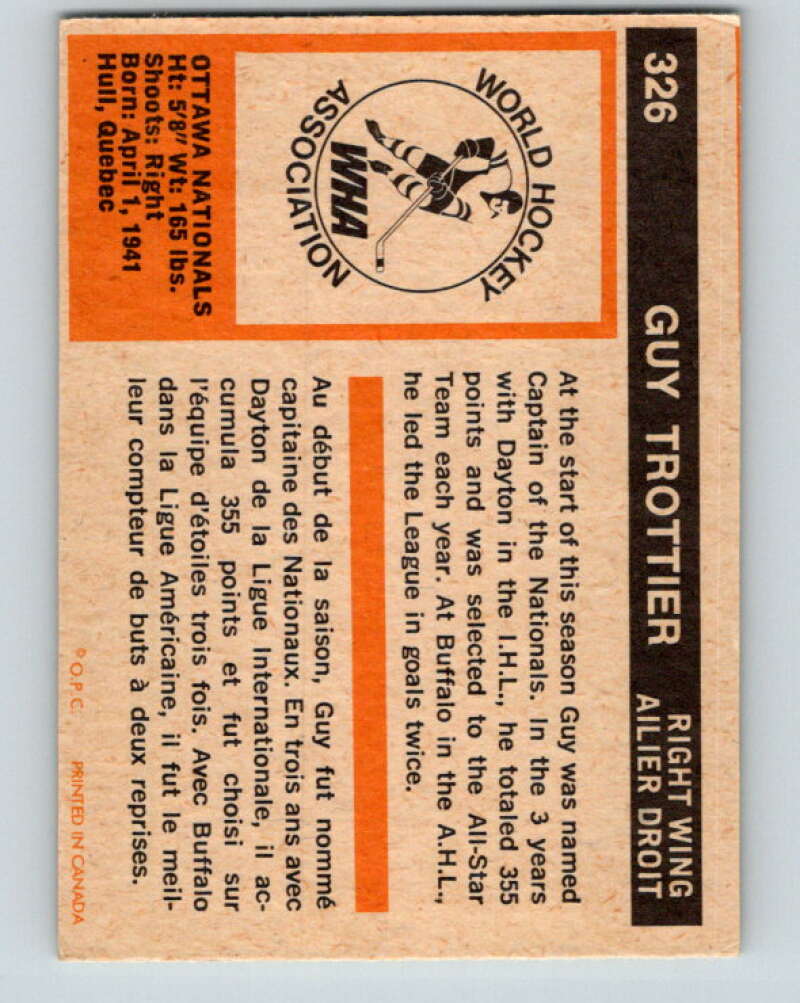 326 GUY TROTTIER RIGHT WING
AILIER DROIT
WORLD HOCKEY
ASSOCIATION
WHA
OTTAWA NATIONALS
Ht: 5'8" Wt: 165 lbs.
Shoots: Right
Born: April 1, 1941
Hull, Quebec
At the start of this season Guy was named
Captain of the Nationals. In the 3 years
with Dayton in the I.H.L., he totaled 355
points and was selected to the All-Star
Team each year. At Buffalo in the A.H.L.,
he led the League in goals twice.
Au début de la saison, Guy fut nommé
capitaine des Nationaux. En trois ans avec
Dayton de la Ligue Internationale, il ac-
cumula 355 points et fut choisi sur
l'équipe d'étoiles trois fois. Avec Buffalo
dans la Ligue Américaine, il fut le meil-
leur compteur de buts à deux reprises.
© O.P.C. PRINTED IN CANADA